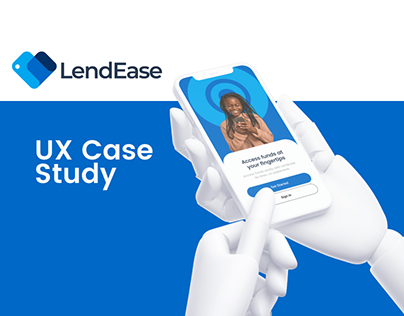 LendEase
UX Case
Study
Access funds at
your fingertips
Get Started
Sign in